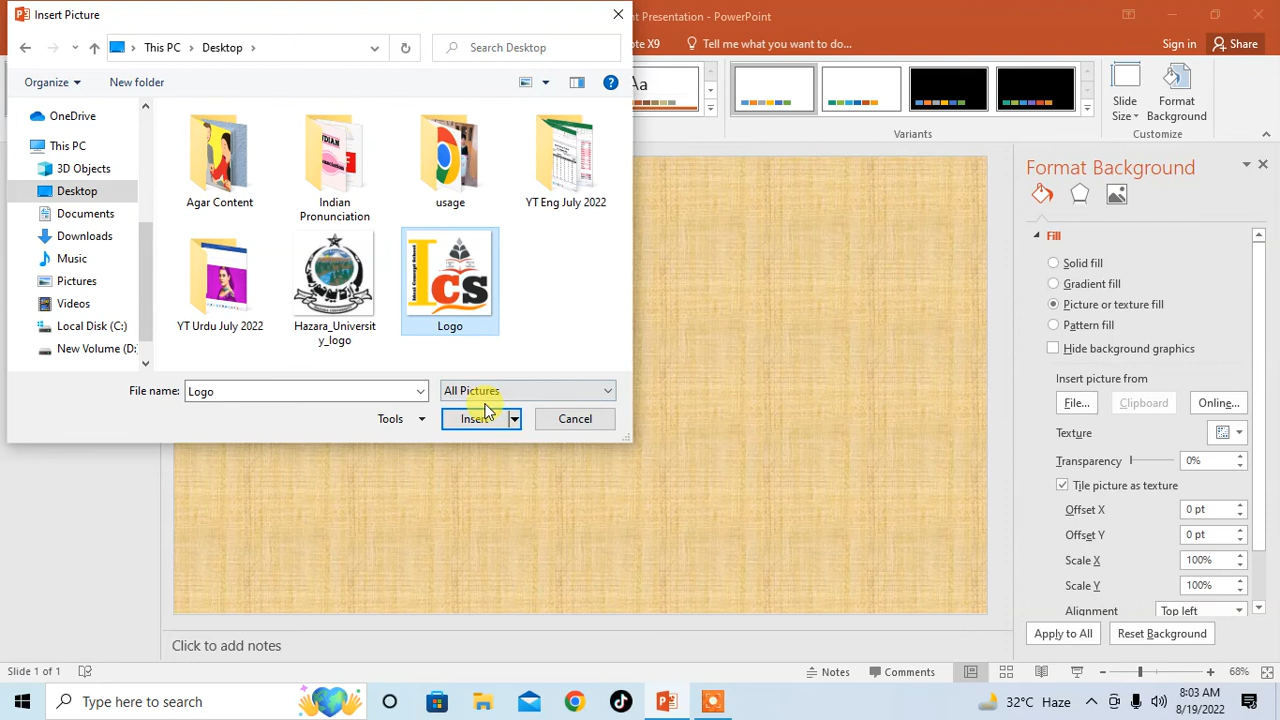 Insert Picture
nt Presentation - PowerPoint
This PC
Desktop
Search Desktop
te X9
Tell me what you want to do...
Sign in
Share
Organize
New folder
Aa
Slide Size
Format Background
Variants
Customize
OneDrive
This PC
3D Objects
Desktop
Documents
Downloads
Music
Pictures
Videos
Local Disk (C:)
New Volume (D:
Agar Content
Indian Pronunciation
usage
YT Eng July 2022
INDIAN
YT Urdu July 2022
Hazara_University_logo
Ideal Concept School
ICS
Logo
File name:
Logo
All Pictures
Tools
Insert
Cancel
Format Background
Fill
Solid fill
Gradient fill
Picture or texture fill
Pattern fill
Hide background graphics
Insert picture from
File...
Clipboard
Online...
Texture
Transparency
0%
Tile picture as texture
Offset X
0 pt
Offset Y
0 pt
Scale X
100%
Scale Y
100%
Alignment
Top left
Apply to All
Reset Background
Click to add notes
Slide 1 of 1
Notes
Comments
68%
Type here to search
32°C Haze
8:03 AM
8/19/2022